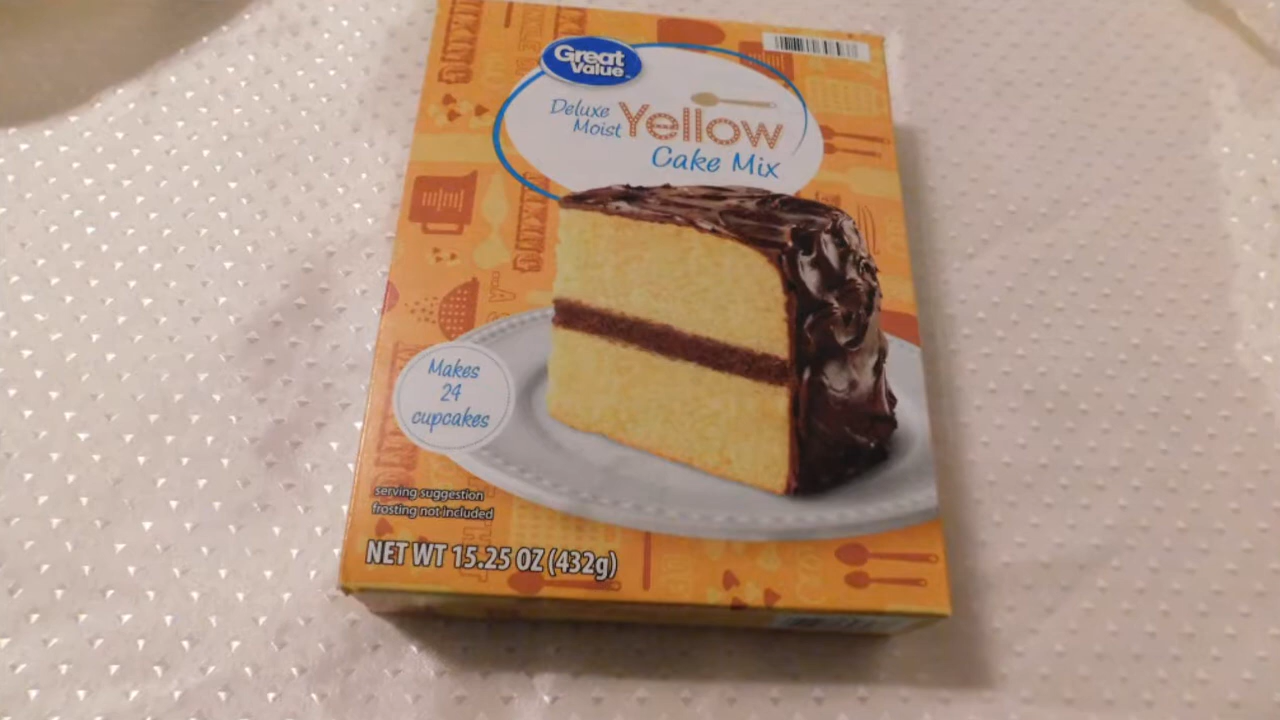 Great
Value
Deluxe
Moist
Yellow
Cake Mix
Makes
24
cupcakes
serving suggestion
frosting not included
NET WT 15.25 OZ (432g)